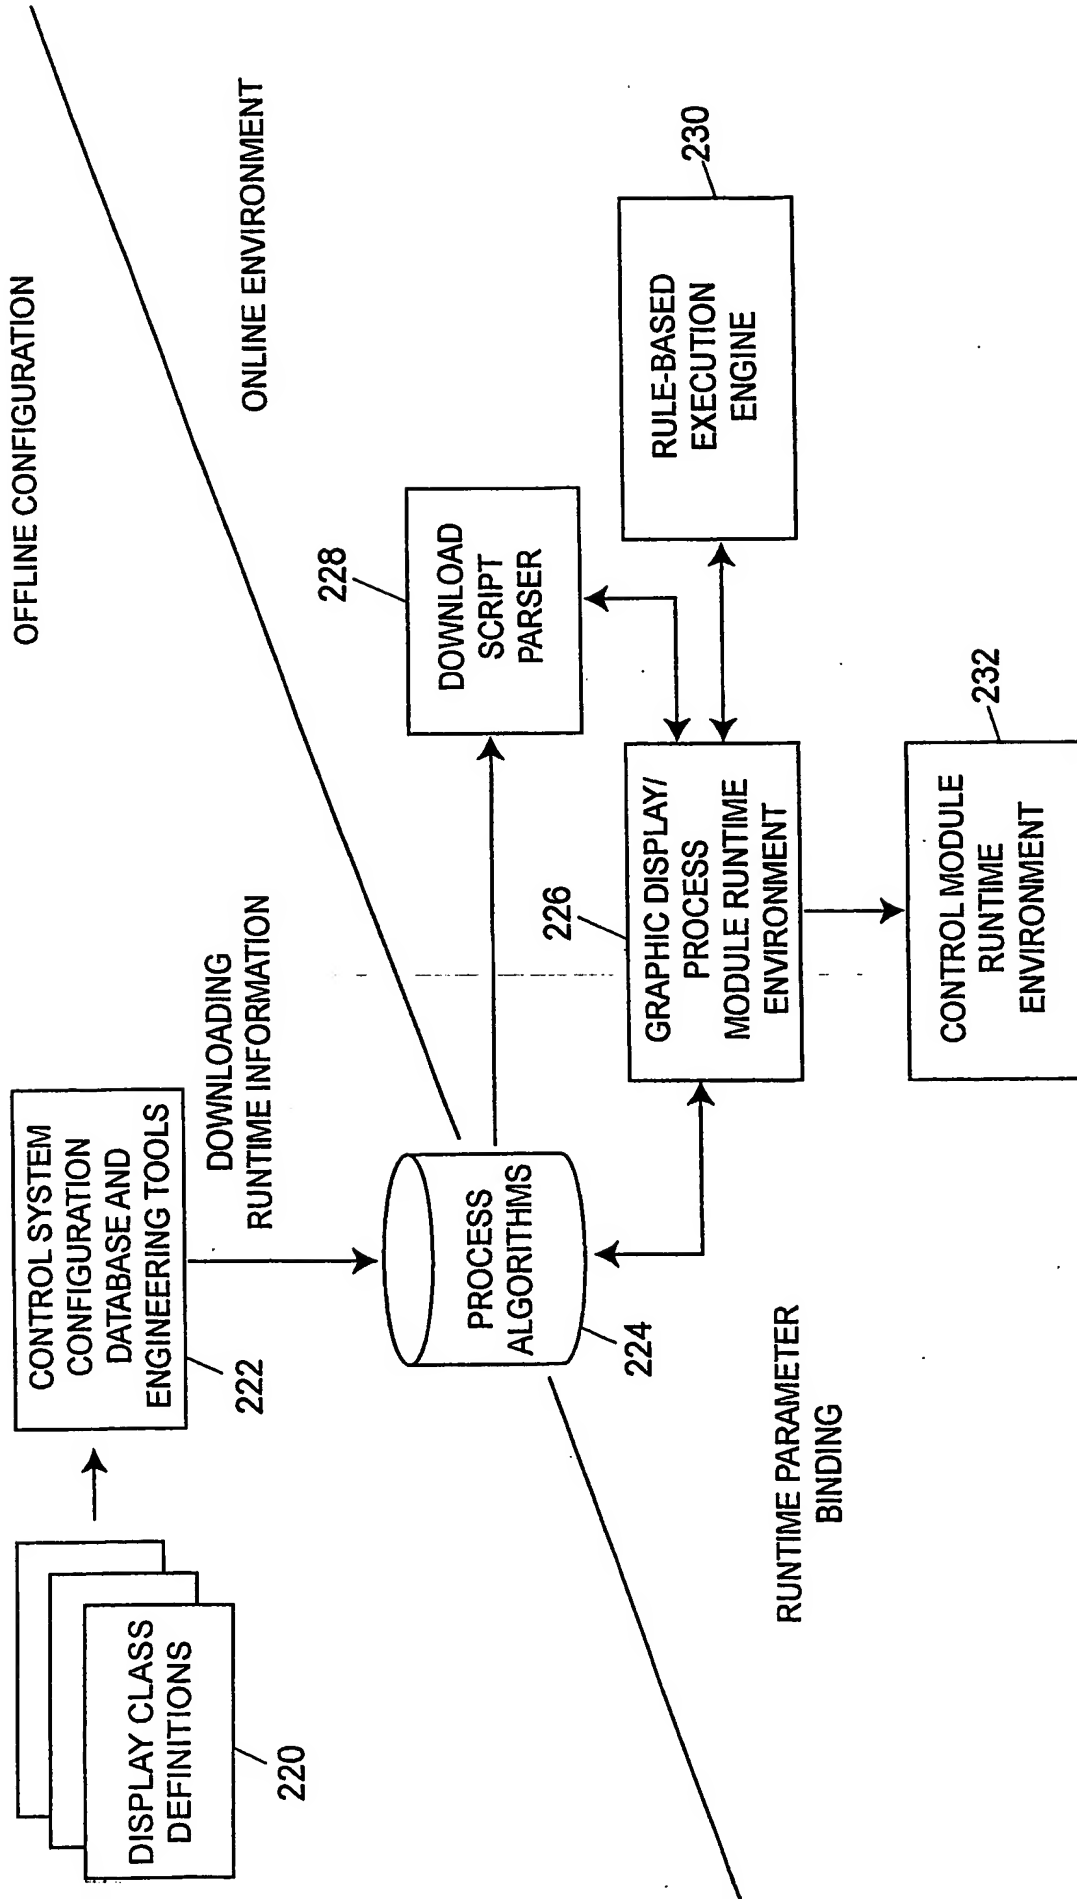 OFFLINE CONFIGURATION
ONLINE ENVIRONMENT
DISPLAY CLASS
DEFINITIONS
220
CONTROL SYSTEM
CONFIGURATION
DATABASE AND
ENGINEERING TOOLS
222
DOWNLOADING
RUNTIME INFORMATION
PROCESS
ALGORITHMS
224
228
DOWNLOAD
SCRIPT
PARSER
RUNTIME PARAMETER
BINDING
226
GRAPHIC DISPLAY/
PROCESS
MODULE RUNTIME
ENVIRONMENT
RULE-BASED
EXECUTION
ENGINE
230
CONTROL MODULE
RUNTIME
ENVIRONMENT
232